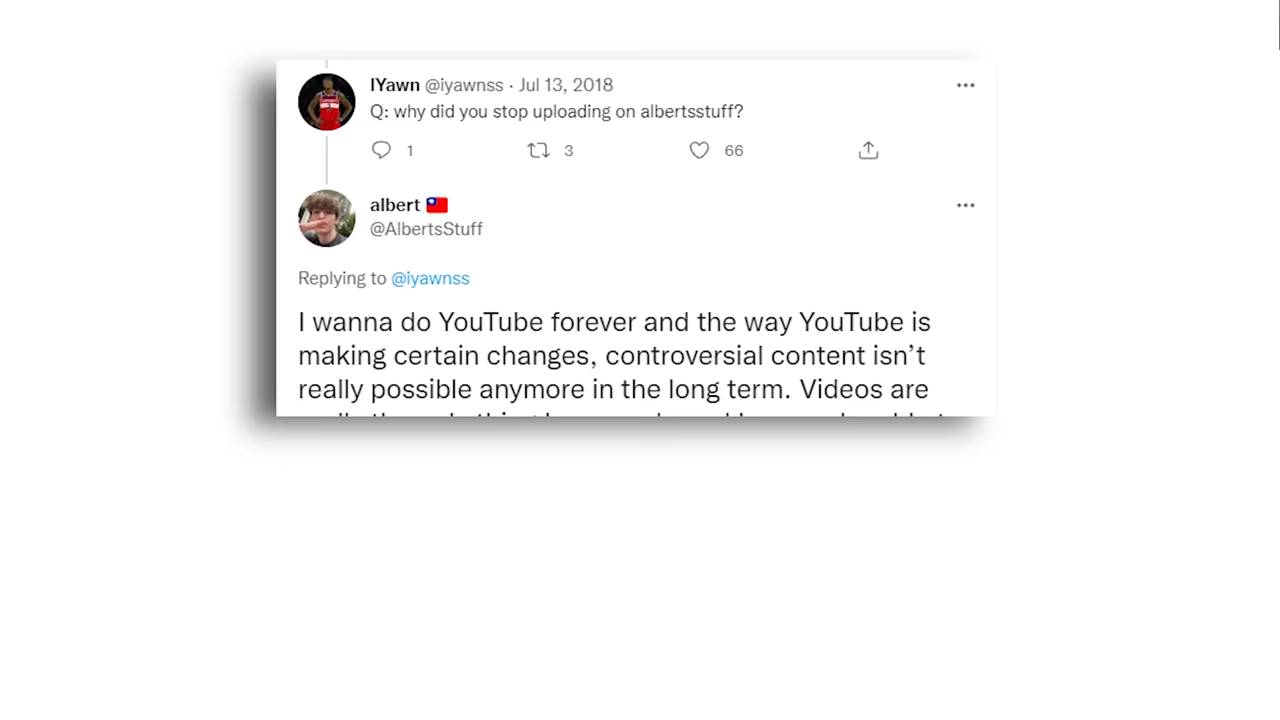 IYawn @iyawnss · Jul 13, 2018
Q: why did you stop uploading on albertsstuff?
1 3 66
albert 🇹🇼
@AlbertsStuff
Replying to @iyawnss
I wanna do YouTube forever and the way YouTube is
making certain changes, controversial content isn't
really possible anymore in the long term. Videos are